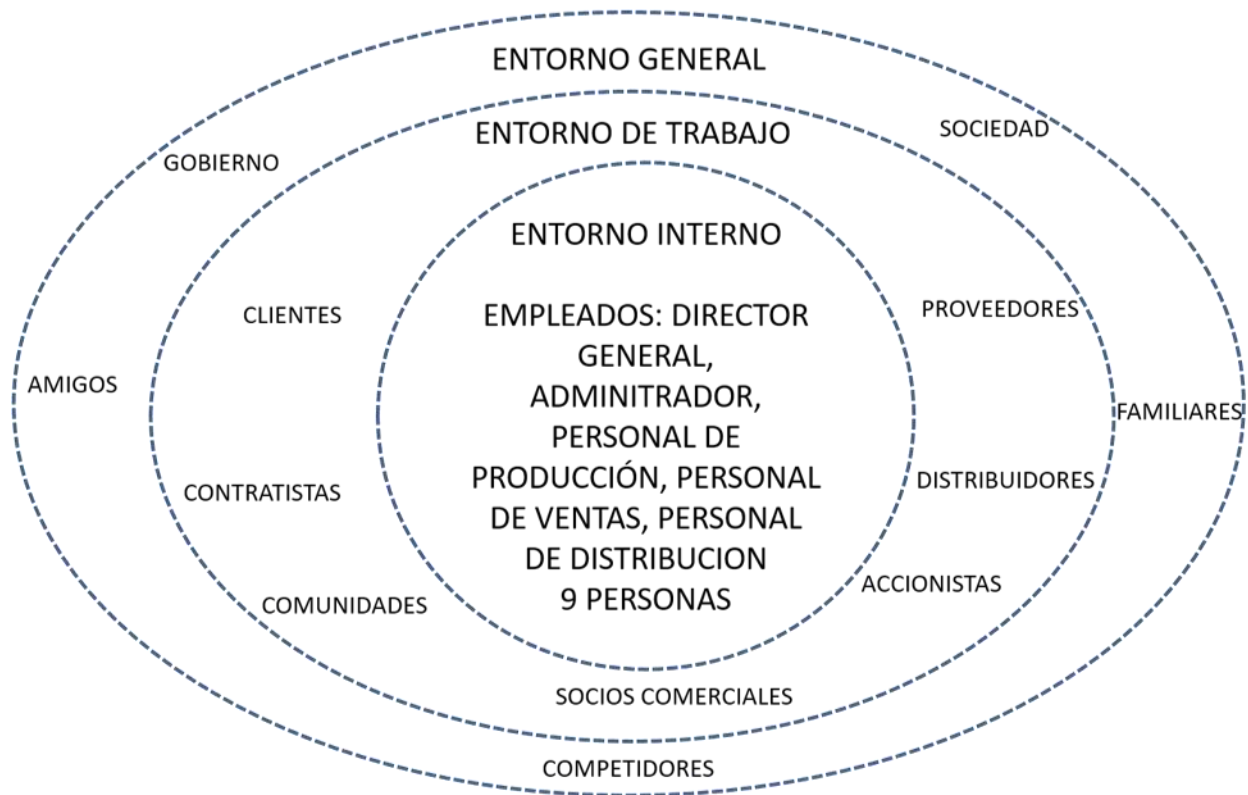 ENTORNO GENERAL
SOCIEDAD
ENTORNO DE TRABAJO
GOBIERNO
ENTORNO INTERNO
CLIENTES
PROVEEDORES
EMPLEADOS: DIRECTOR
GENERAL,
ADMINITRADOR,
PERSONAL DE
PRODUCCIÓN, PERSONAL
DE VENTAS, PERSONAL
DE DISTRIBUCION
9 PERSONAS
AMIGOS
FAMILIARES
CONTRATISTAS
DISTRIBUIDORES
COMUNIDADES
ACCIONISTAS
SOCIOS COMERCIALES
COMPETIDORES